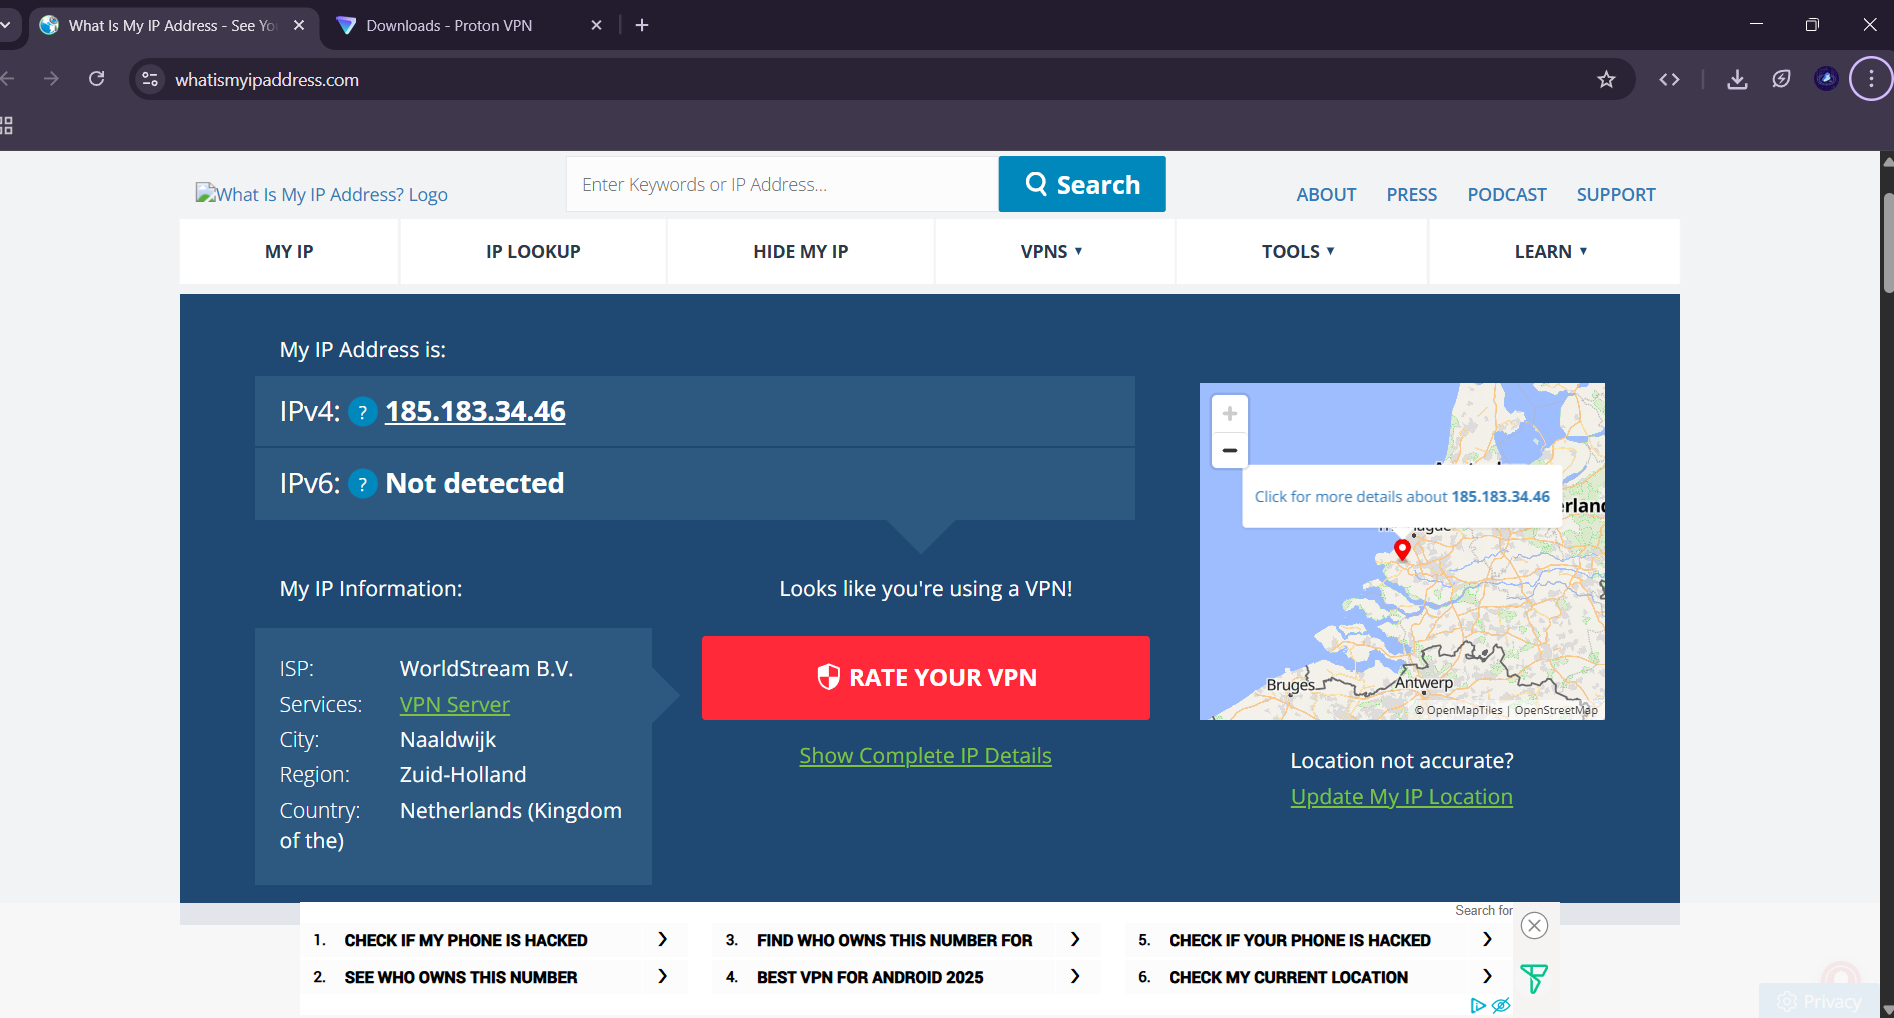 What Is My IP Address - See Yo
Downloads - Proton VPN
whatismyipaddress.com
What Is My IP Address? Logo
Enter Keywords or IP Address...
Search
ABOUT PRESS PODCAST SUPPORT
MY IP IP LOOKUP HIDE MY IP VPNS ▼ TOOLS ▼ LEARN ▼
My IP Address is:
IPv4: ? 185.183.34.46
IPv6: ? Not detected
My IP Information:
ISP: WorldStream B.V.
Services: VPN Server
City: Naaldwijk
Region: Zuid-Holland
Country: Netherlands (Kingdom
of the)
Looks like you're using a VPN!
RATE YOUR VPN
Show Complete IP Details
+
−
Click for more details about 185.183.34.46
erland
Bruges
Antwerp
© OpenMapTiles | OpenStreetMap
Location not accurate?
Update My IP Location
Search for
1. CHECK IF MY PHONE IS HACKED
2. SEE WHO OWNS THIS NUMBER
3. FIND WHO OWNS THIS NUMBER FOR
4. BEST VPN FOR ANDROID 2025
5. CHECK IF YOUR PHONE IS HACKED
6. CHECK MY CURRENT LOCATION
Privacy